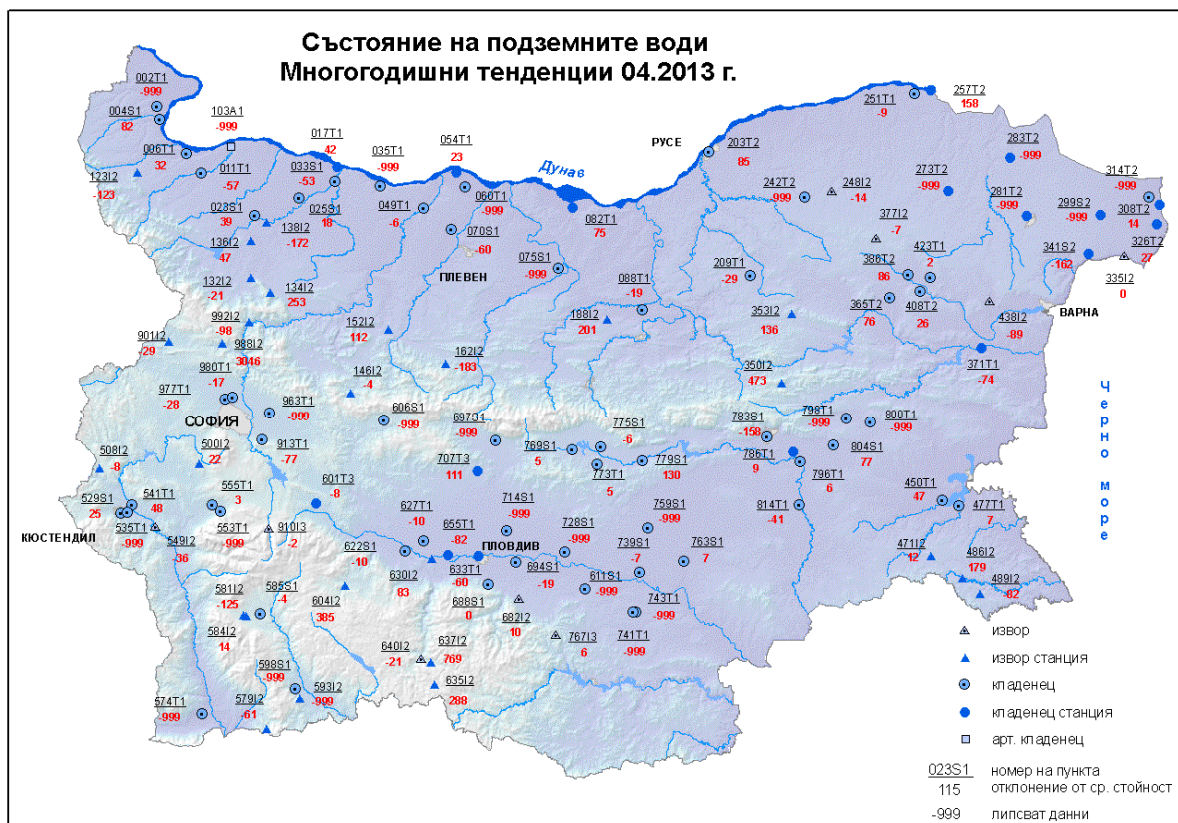 Състояние на подземните води
Многогодишни тенденции 04.2013 г.
002T1
-999
004S1
82
103A1
-999
017T1
42
035T1
-999
054T1
23
006T1
32
011T1
-57
033S1
-53
123I2
-123
023S1
39
025S1
18
049T1
-6
060T1
-999
138I2
-172
136I2
47
070S1
-60
075S1
-999
082T1
75
088T1
-19
132I2
-21
134I2
253
992I2
-98
988I2
3046
901I2
29
152I2
112
162I2
-183
188I2
201
146I2
-4
980T1
-17
977T1
-28
963T1
-999
606S1
-999
913T1
-77
РУСЕ
Дунав
ПЛЕВЕН
СОФИЯ
251T1
-9
257T2
158
203T2
85
283T2
-999
242T2
999
248I2
-14
273T2
-999
314T2
-999
281T2
-999
299S2
-999
308T2
14
377I2
-7
423T1
2
326T2
27
341S2
-162
335I2
0
209T1
-29
386T2
86
408T2
26
365T2
76
438I2
-89
ВАРНА
353I2
136
350I2
473
371T1
-74
Черно море
697S1
-999
775S1
-6
769S1
5
773T1
5
779S1
130
783S1
-158
798T1
-999
800T1
-999
786T1
9
804S1
77
796T1
6
707T3
111
508I2
-8
500I2
22
529S1
25
541T1
48
555T1
3
601T3
-8
535T1
-999
549I2
-36
553T1
-999
910I3
-2
КЮСТЕНДИЛ
627T1
-10
655T1
-82
714S1
-999
728S1
-999
759S1
-999
814T1
-41
450T1
47
477T1
7
ПЛОВДИВ
622S1
-10
630I2
83
633T1
-60
694S1
-19
739S1
-7
763S1
7
611S1
-999
688S1
0
682I2
10
743T1
-999
741T1
-999
767I3
6
471I2
12
486I2
179
489I2
-82
581I2
-125
585S1
-4
604I2
385
584I2
14
640I2
-21
637I2
769
635I2
288
598S1
-999
593I2
-999
574T1
-999
579I2
-61
извор
извор станция
кладенец
кладенец станция
арт. кладенец
023S1 номер на пункта
115 отклонение от ср. стойност
-999 липсват данни